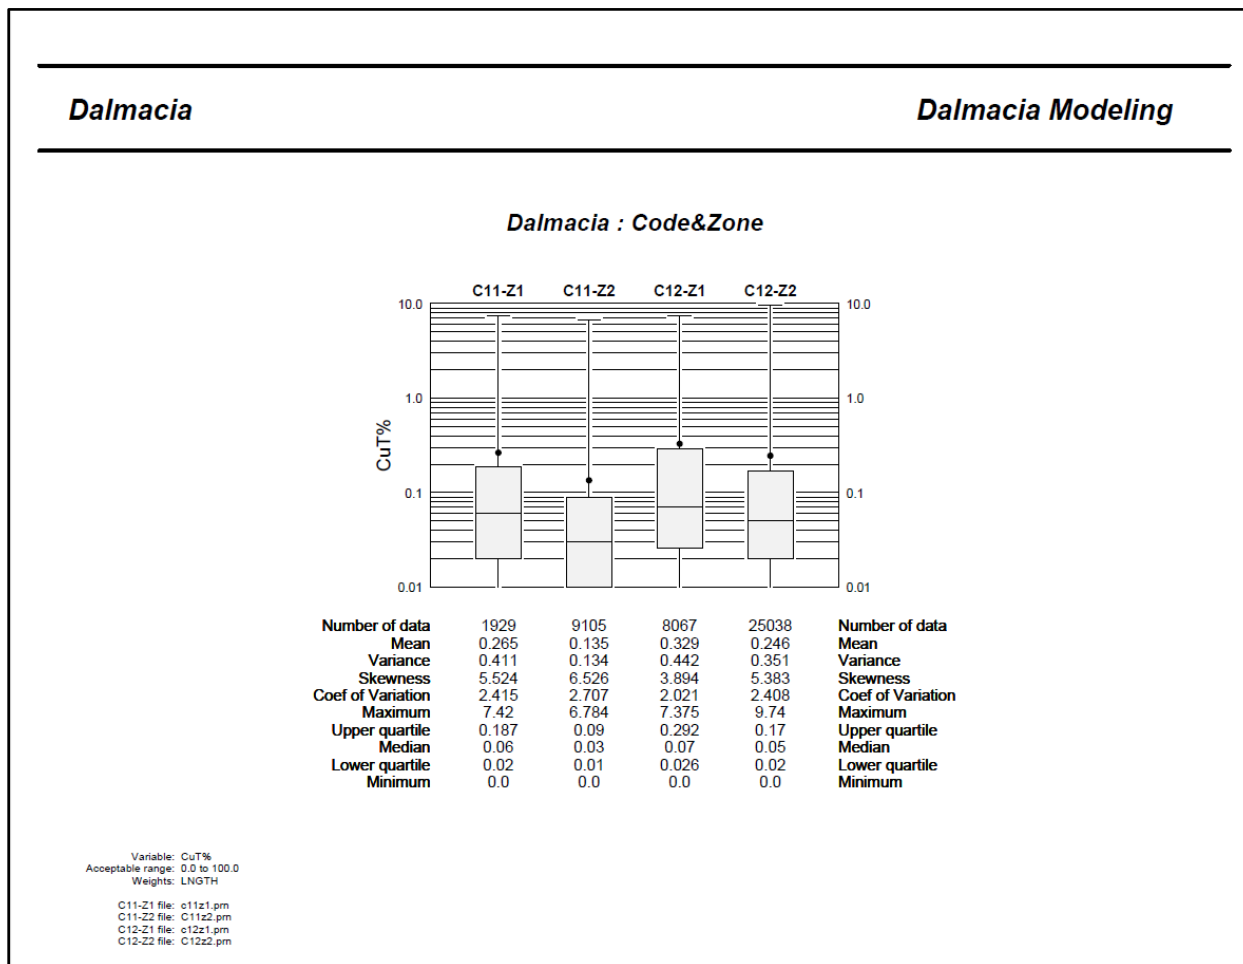 Dalmacia Dalmacia Modeling
Dalmacia : Code&Zone
C11-Z1 C11-Z2 C12-Z1 C12-Z2
10.0 10.0
1.0 1.0
CuT%
0.1 0.1
0.01 0.01
Number of data 1929 9105 8067 25038 Number of data
Mean 0.265 0.135 0.329 0.246 Mean
Variance 0.411 0.134 0.442 0.351 Variance
Skewness 5.524 6.526 3.894 5.383 Skewness
Coef of Variation 2.415 2.707 2.021 2.408 Coef of Variation
Maximum 7.42 6.784 7.375 9.74 Maximum
Upper quartile 0.187 0.09 0.292 0.17 Upper quartile
Median 0.06 0.03 0.07 0.05 Median
Lower quartile 0.02 0.01 0.026 0.02 Lower quartile
Minimum 0.0 0.0 0.0 0.0 Minimum
Variable: CuT%
Acceptable range: 0.0 to 100.0
Weights: LNGTH
C11-Z1 file: c11z1.prn
C11-Z2 file: C11z2.prn
C12-Z1 file: c12z1.prn
C12-Z2 file: C12z2.prn